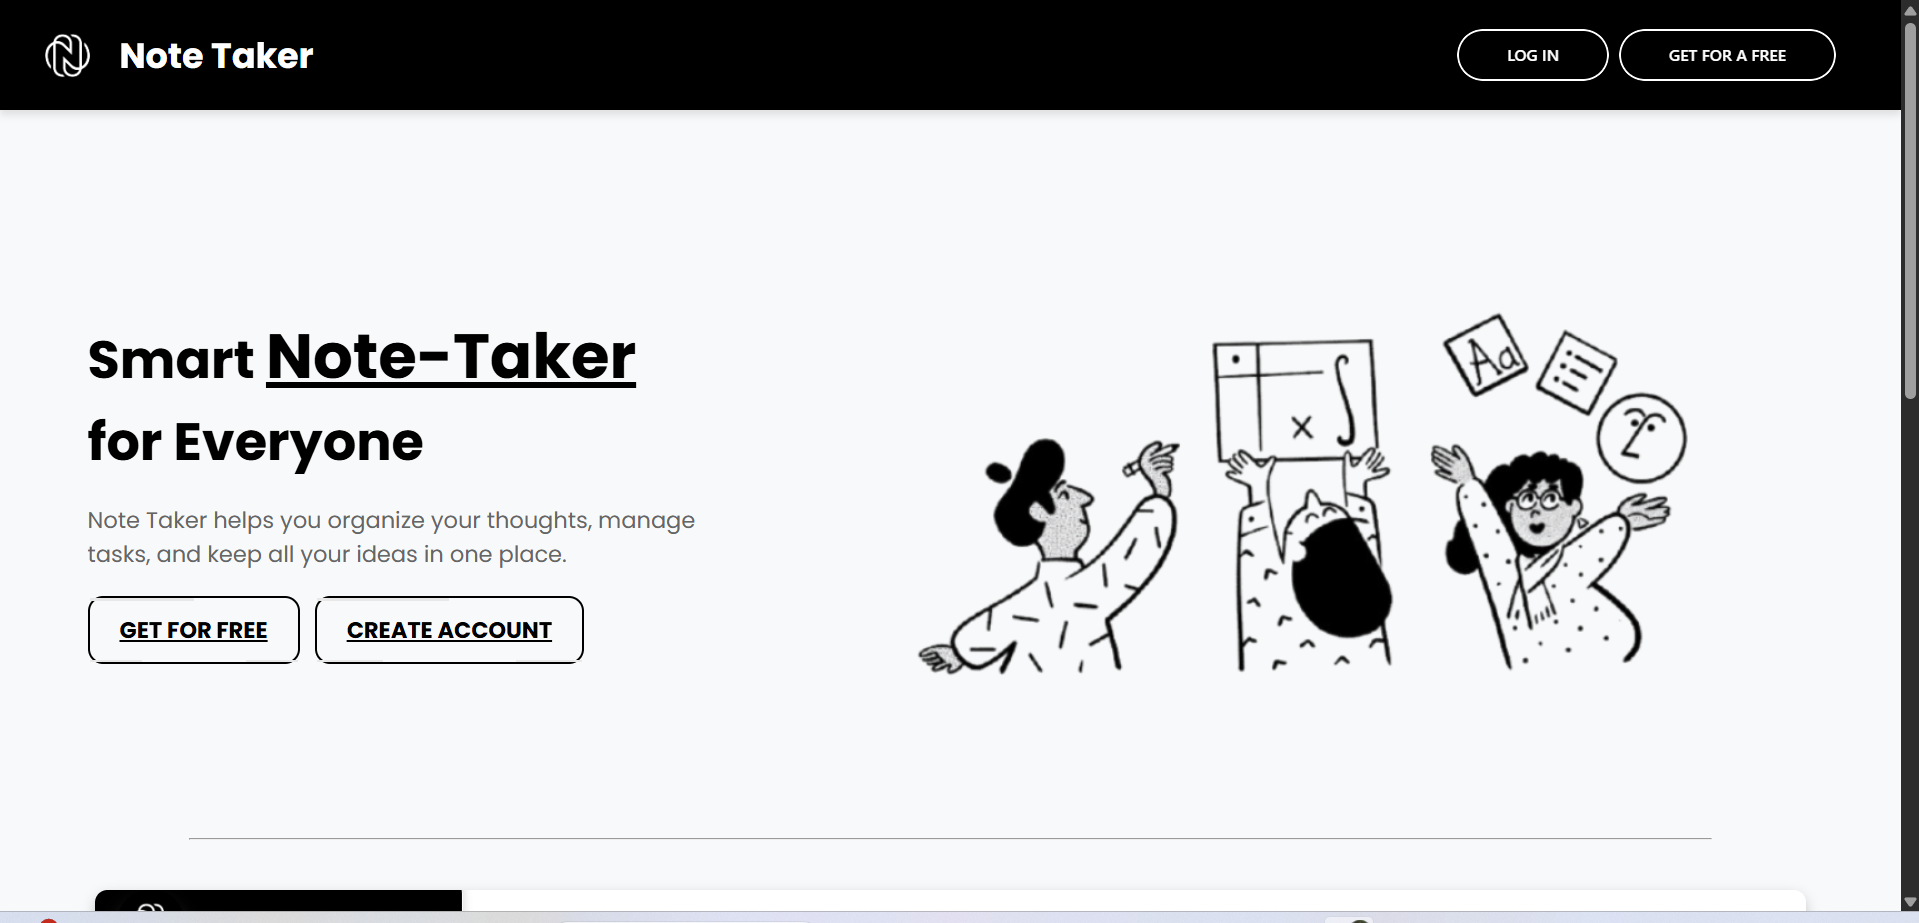 Note Taker
LOG IN
GET FOR A FREE
Smart Note-Taker
for Everyone
Note Taker helps you organize your thoughts, manage
tasks, and keep all your ideas in one place.
GET FOR FREE
CREATE ACCOUNT
Aa
x